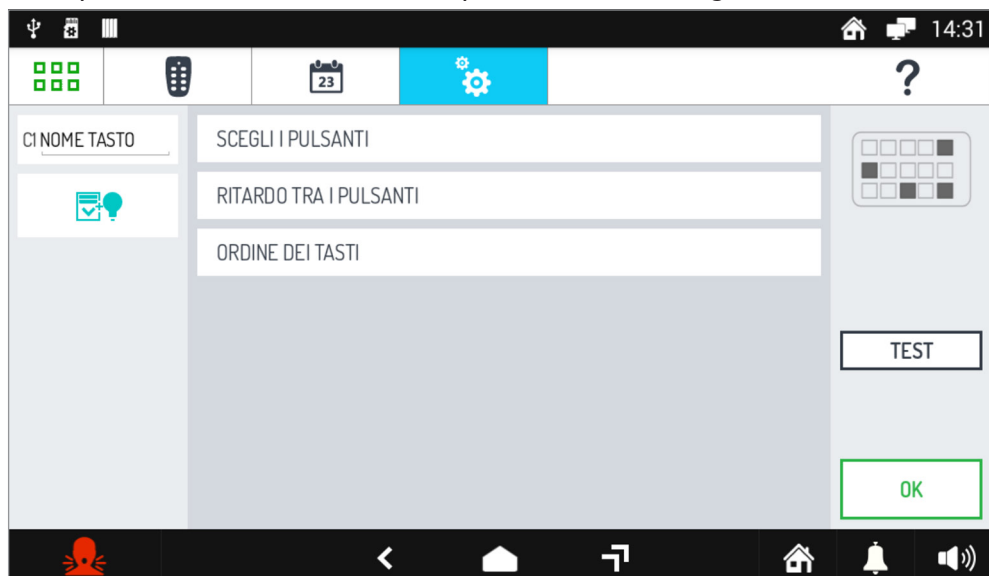 14:31
23
?
C1 NOME TASTO
SCEGLI I PULSANTI
RITARDO TRA I PULSANTI
ORDINE DEI TASTI
TEST
OK